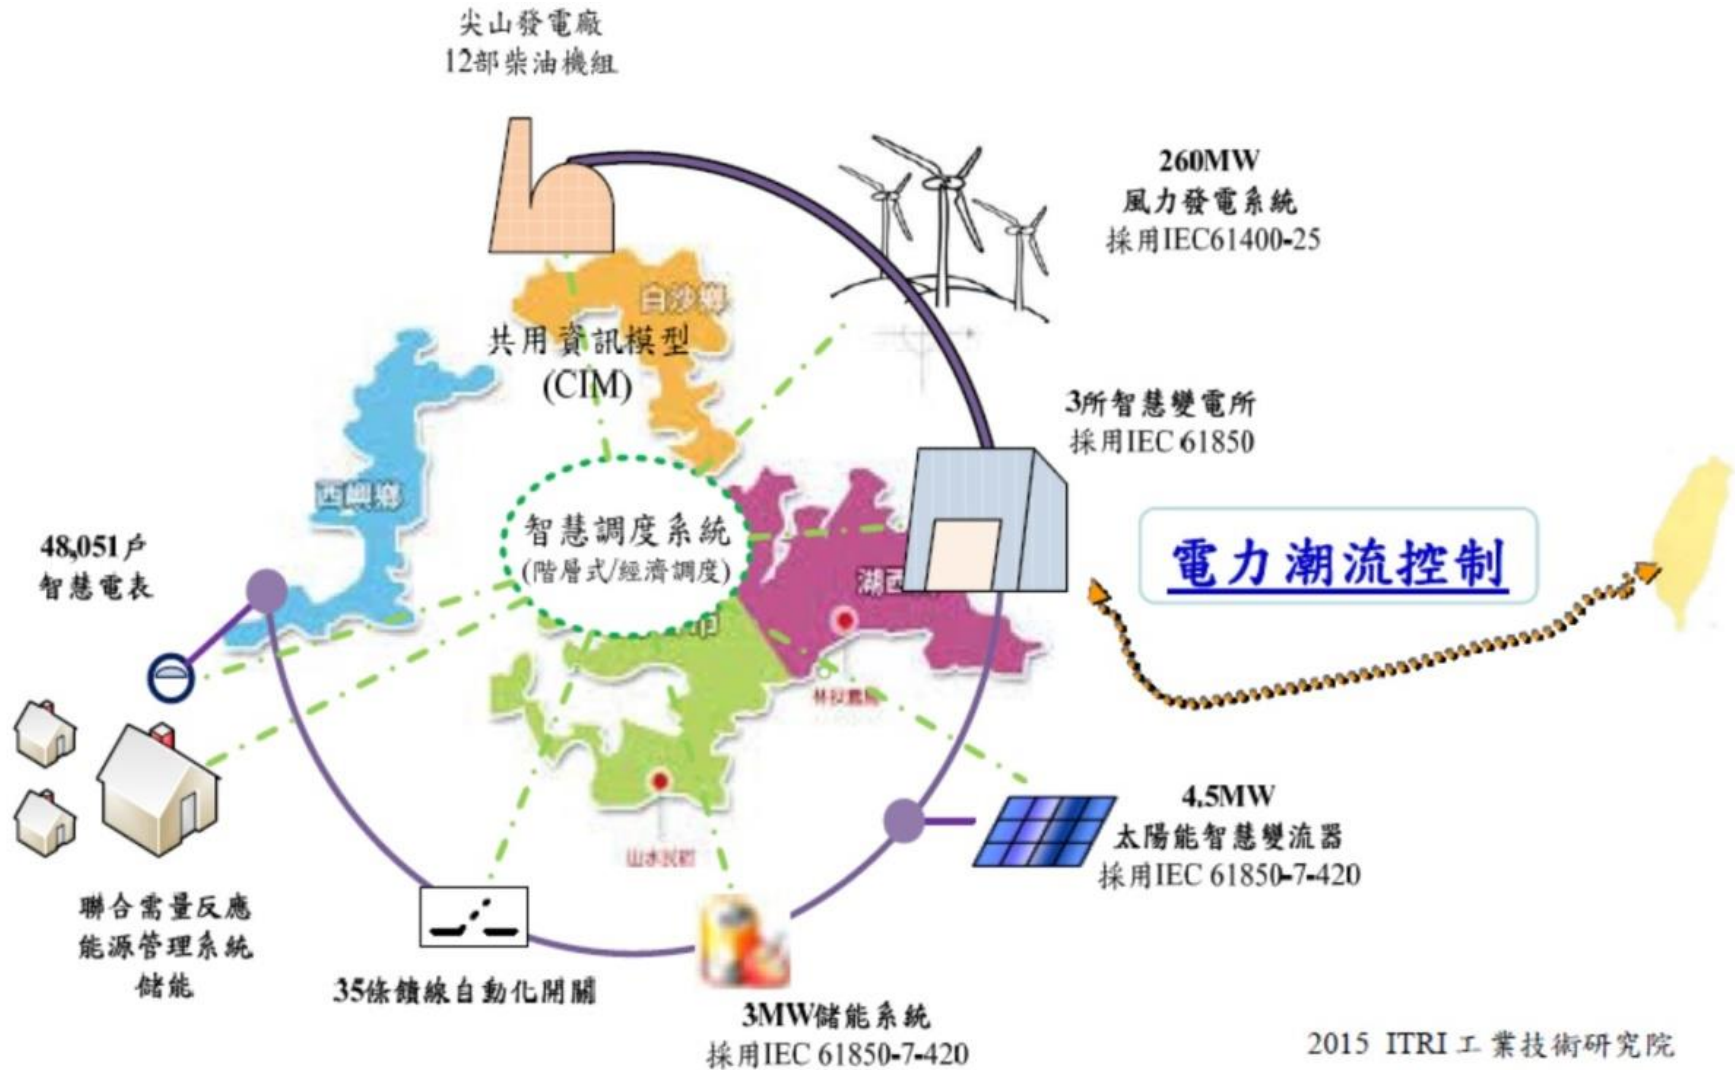 尖山發電廠
12部柴油機組
260MW
風力發電系統
採用IEC61400-25
白沙鄉
共用資訊模型
(CIM)
3所智慧變電所
採用IEC 61850
西嶼鄉
智慧調度系統
(階層式/經濟調度)
電力潮流控制
48,051戶
智慧電表
湖西
市
4.5MW
太陽能智慧變流器
採用IEC 61850-7-420
山水
聯合需量反應
能源管理系統
儲能
35條饋線自動化開關
3MW儲能系統
採用IEC 61850-7-420
2015 ITRI 工業技術研究院